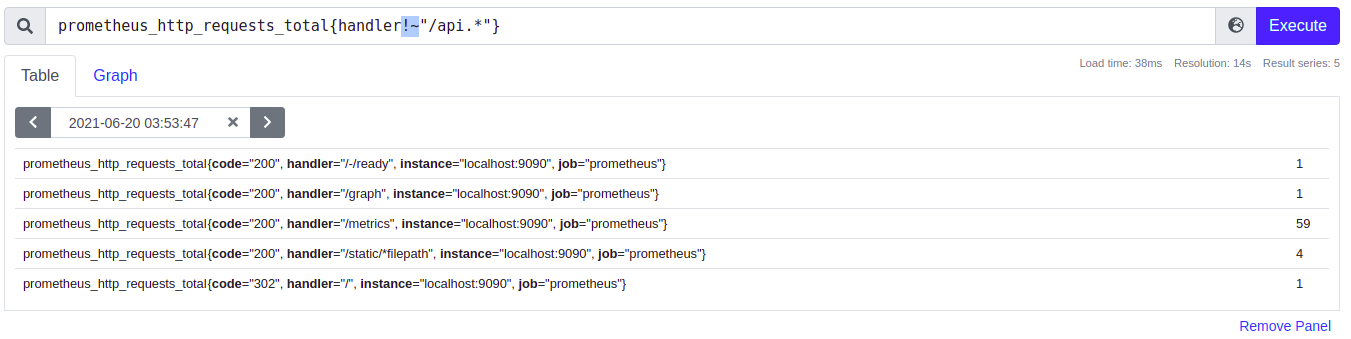 prometheus_http_requests_total{handler!~"/api.*"}
Execute
Table
Graph
Load time: 38ms Resolution: 14s Result series: 5
2021-06-20 03:53:47
prometheus_http_requests_total{code="200", handler="/-/ready", instance="localhost:9090", job="prometheus"} 1
prometheus_http_requests_total{code="200", handler="/graph", instance="localhost:9090", job="prometheus"} 1
prometheus_http_requests_total{code="200", handler="/metrics", instance="localhost:9090", job="prometheus"} 59
prometheus_http_requests_total{code="200", handler="/static/*filepath", instance="localhost:9090", job="prometheus"} 4
prometheus_http_requests_total{code="302", handler="/", instance="localhost:9090", job="prometheus"} 1
Remove Panel